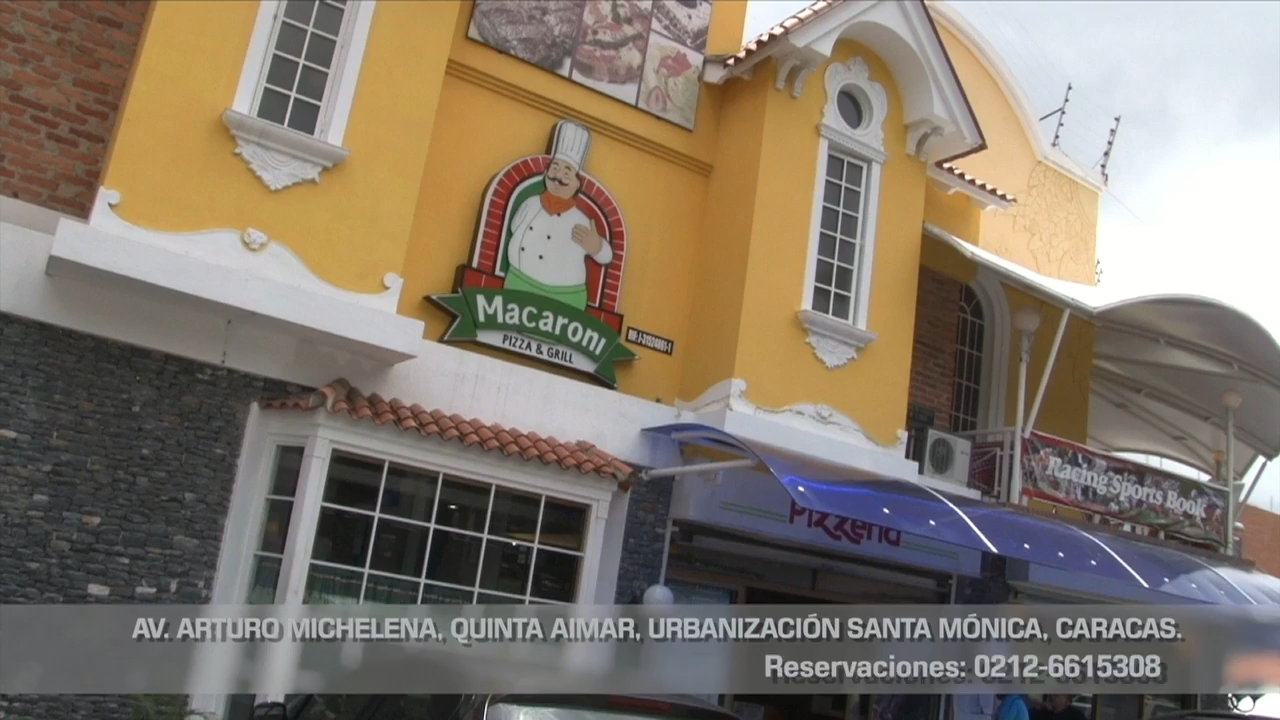 Macaroni
PIZZA & GRILL
Pizzeria
Racing Sports Book
AV. ARTURO MICHELENA, QUINTA AIMAR, URBANIZACIÓN SANTA MÓNICA, CARACAS.
Reservaciones: 0212-6615308